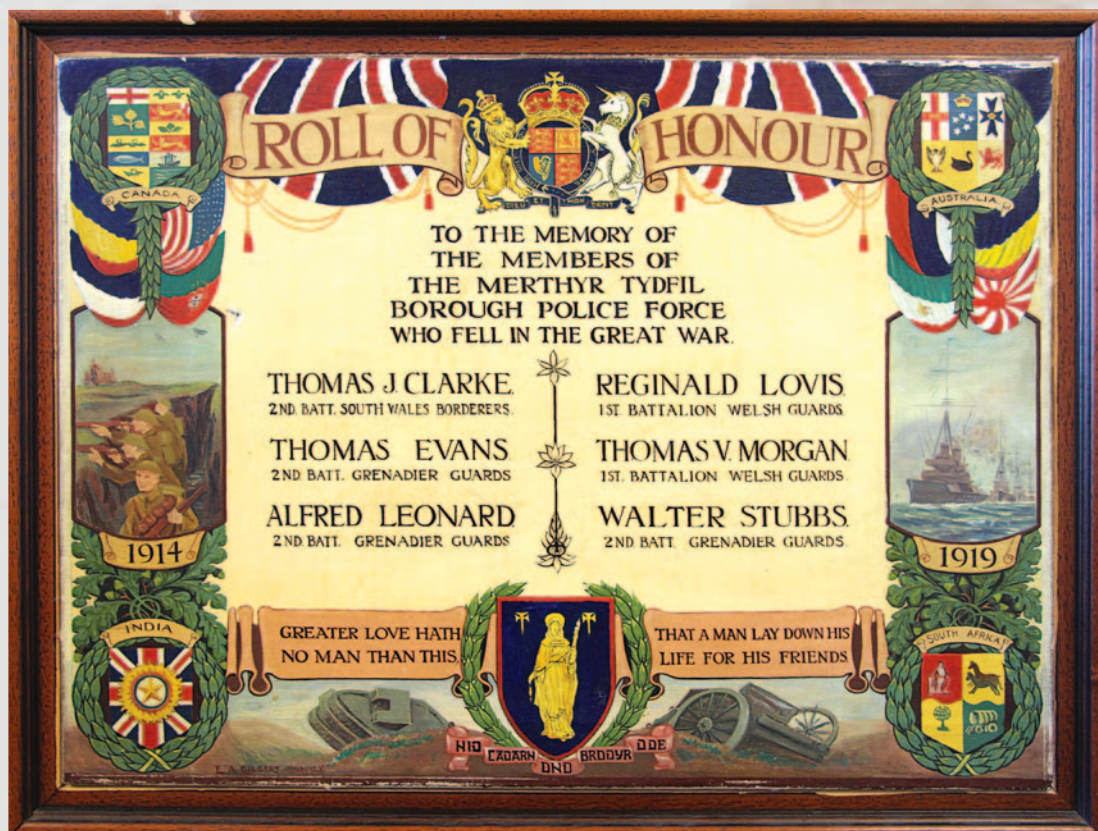 ROLL OF HONOUR
CANADA
AUSTRALIA
DIEU ET MON DROIT
TO THE MEMORY OF
THE MEMBERS OF
THE MERTHYR TYDFIL
BOROUGH POLICE FORCE
WHO FELL IN THE GREAT WAR.
THOMAS J. CLARKE.
2ND. BATT. SOUTH WALES BORDERERS.
THOMAS EVANS.
2ND. BATT. GRENADIER GUARDS
ALFRED LEONARD.
2ND. BATT. GRENADIER GUARDS
REGINALD LOVIS.
1ST. BATTALION WELSH GUARDS.
THOMAS V. MORGAN.
1ST. BATTALION WELSH GUARDS.
WALTER STUBBS.
2ND. BATT. GRENADIER GUARDS.
1914
1919
INDIA
SOUTH AFRICA
GREATER LOVE HATH
NO MAN THAN THIS,
THAT A MAN LAY DOWN HIS
LIFE FOR HIS FRIENDS
NID CADARN OND BRODYR DDE